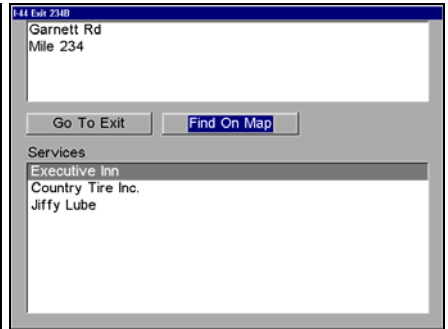 I-44 Exit 234B
Garnett Rd
Mile 234
Go To Exit Find On Map
Services
Executive Inn
Country Tire Inc.
Jiffy Lube